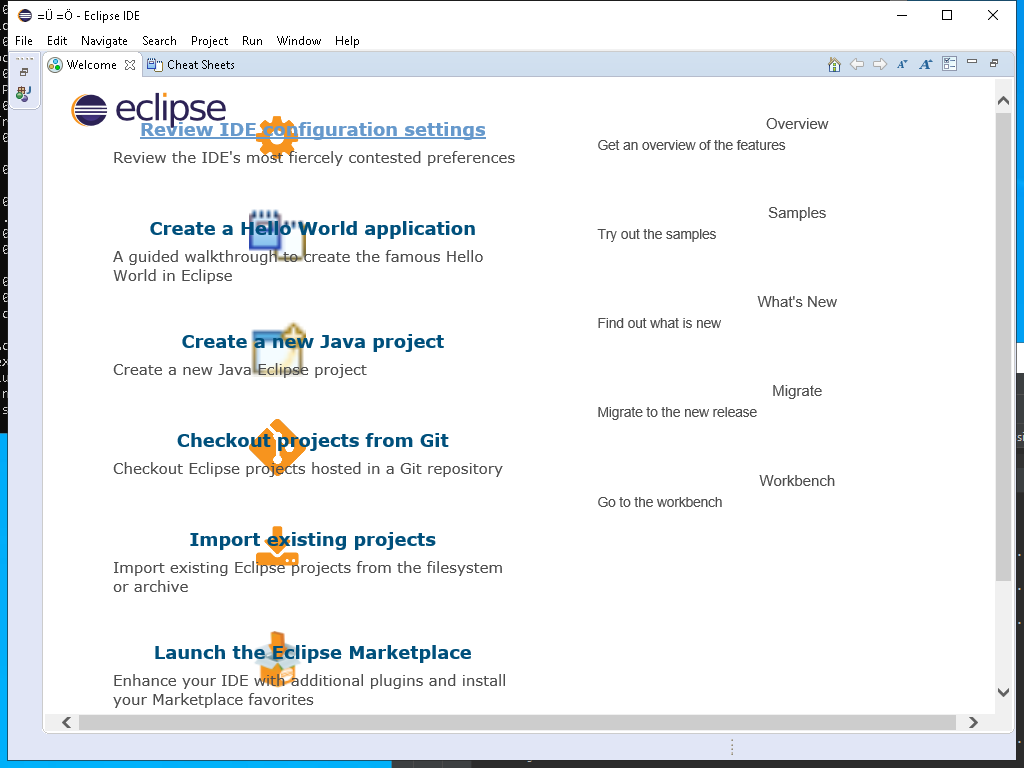 =Ü =Ö - Eclipse IDE
File Edit Navigate Search Project Run Window Help
Welcome Cheat Sheets
eclipse
Review IDE configuration settings
Review the IDE's most fiercely contested preferences
Create a Hello World application
A guided walkthrough to create the famous Hello
World in Eclipse
Create a new Java project
Create a new Java Eclipse project
Checkout projects from Git
Checkout Eclipse projects hosted in a Git repository
Import existing projects
Import existing Eclipse projects from the filesystem
or archive
Launch the Eclipse Marketplace
Enhance your IDE with additional plugins and install
your Marketplace favorites
Overview
Get an overview of the features
Samples
Try out the samples
What's New
Find out what is new
Migrate
Migrate to the new release
Workbench
Go to the workbench